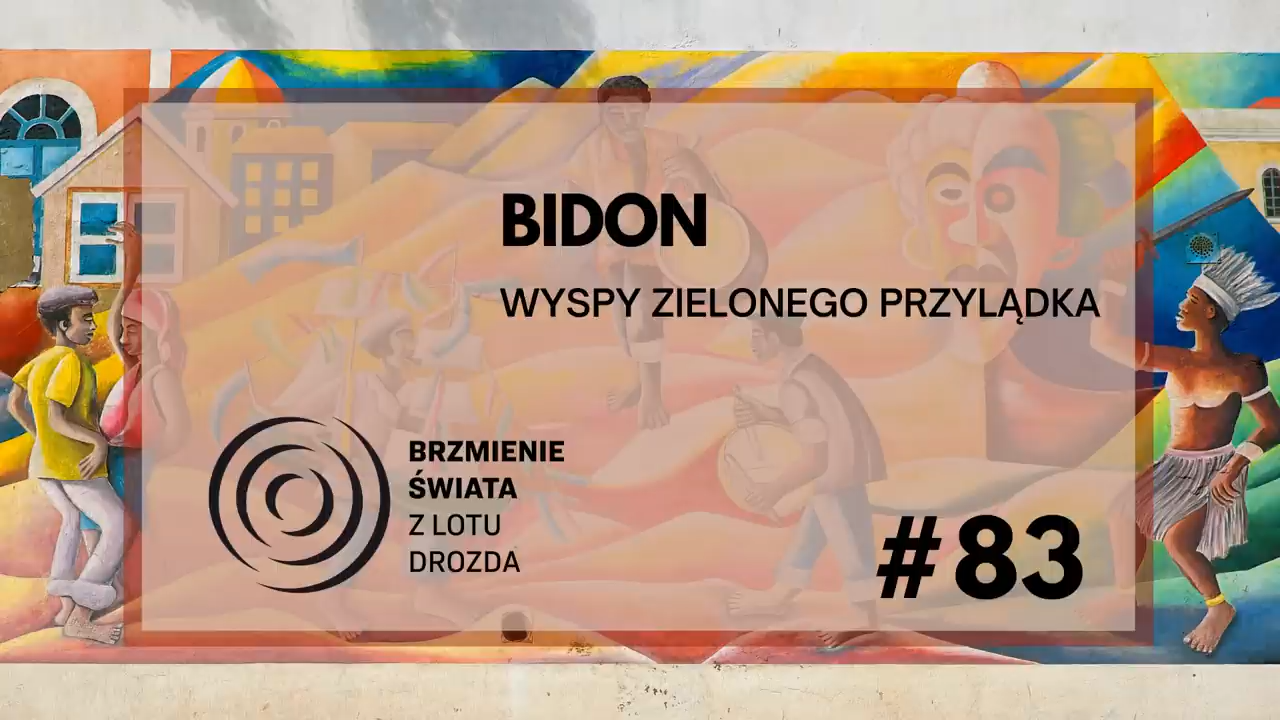 BIDON
WYSPY ZIELONEGO PRZYLĄDKA
BRZMIENIE
ŚWIATA
Z LOTU
DROZDA
#83